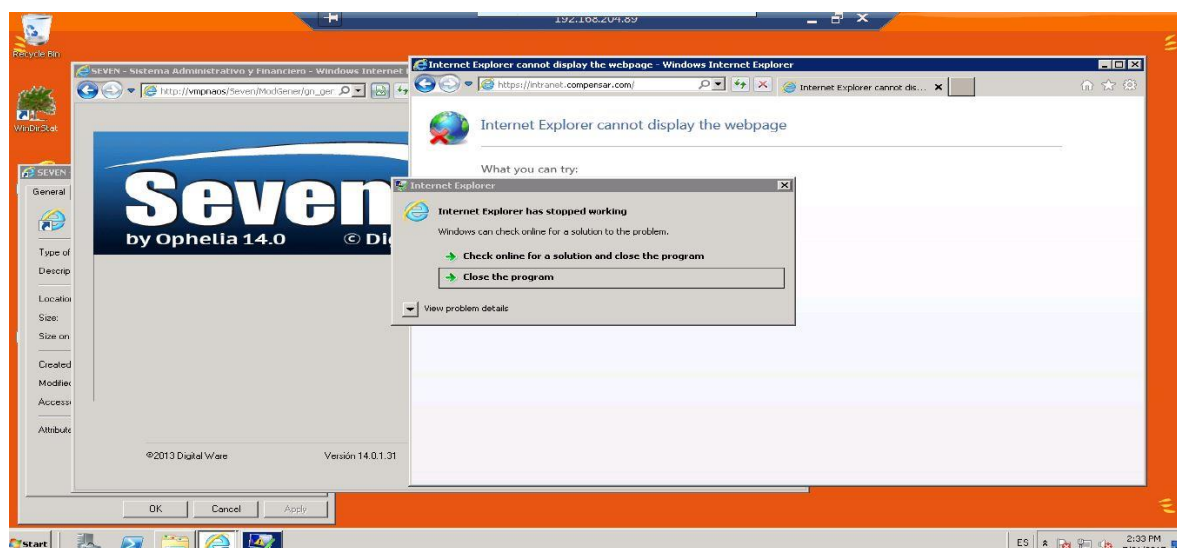 192.168.204.89
Recycle Bin
WinDirStat
SEVEN - Sistema Administrativo y Financiero - Windows Internet
http://vmpnaos/Seven/ModGener/gn_ger
Internet Explorer cannot display the webpage - Windows Internet Explorer
https://intranet.compensar.com/
Internet Explorer cannot dis...
Internet Explorer cannot display the webpage
What you can try:
SEVEN
General
Type of
Descrip
Location
Size:
Size on
Created
Modified
Access
Attribute
OK
Cancel
Apply
Seven
by Ophelia 14.0
© Di
©2013 Digital Ware
Versión 14.0.1.31
Internet Explorer
Internet Explorer has stopped working
Windows can check online for a solution to the problem.
Check online for a solution and close the program
Close the program
View problem details
Start
ES
2:33 PM